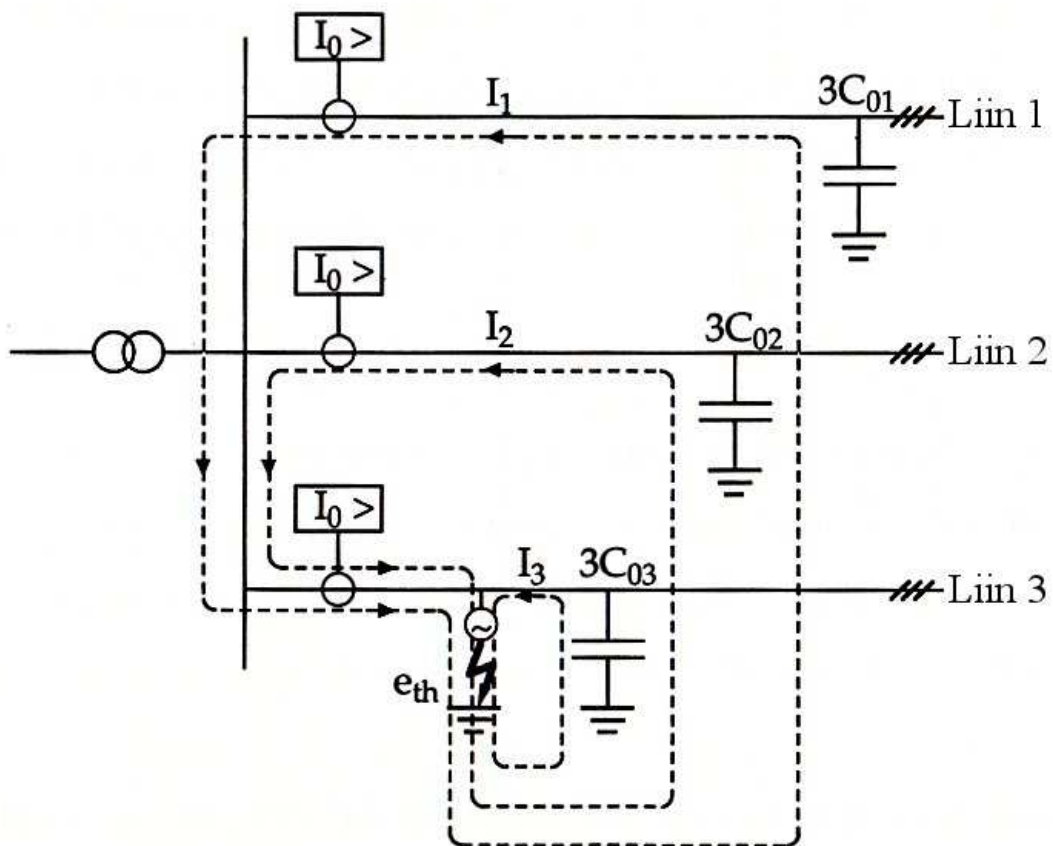 I₀ >
I₁
3C₀₁
Liin 1
I₀ >
I₂
3C₀₂
Liin 2
I₀ >
I₃
3C₀₃
Liin 3
~
eth